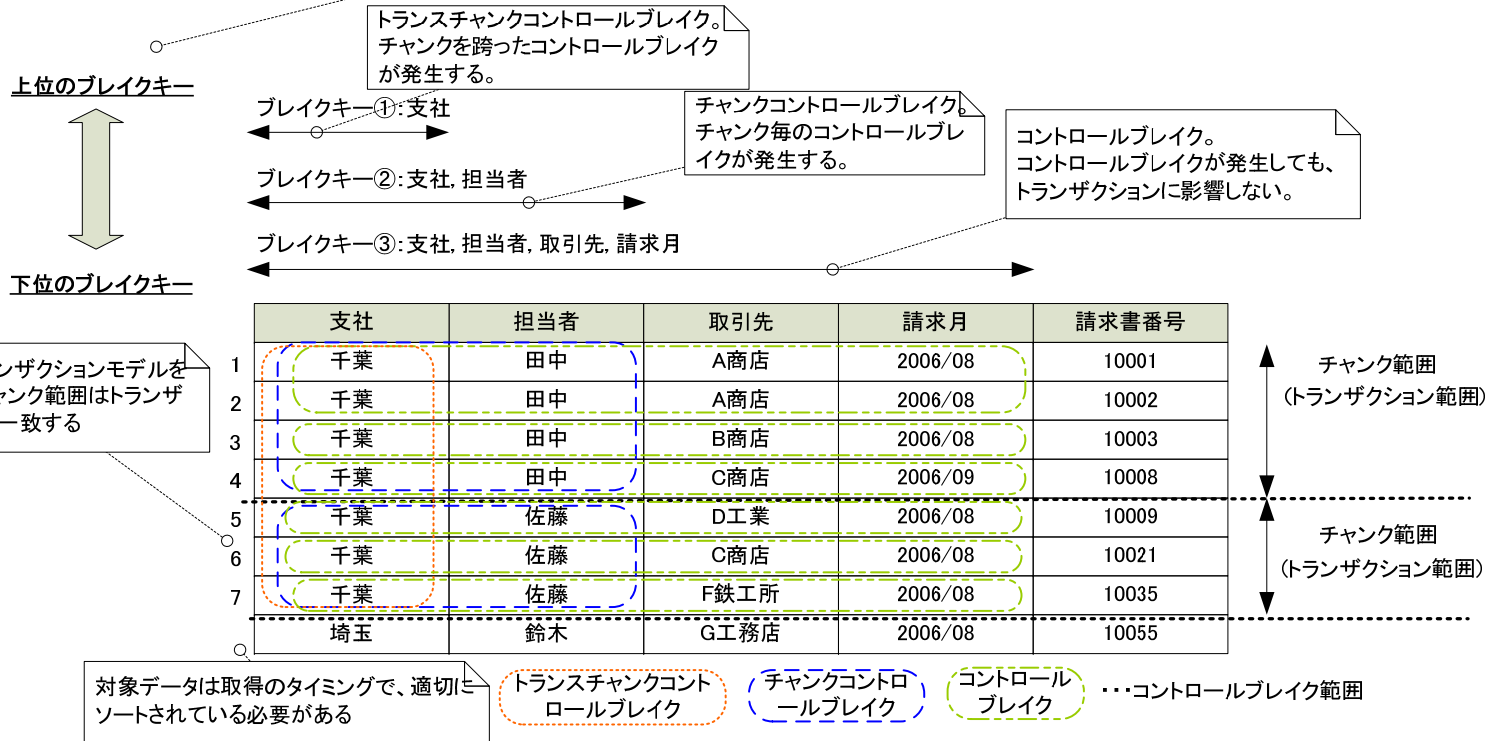 トランスチャンクコントロールブレイク。
チャンクを跨ったコントロールブレイク
が発生する。
上位のブレイクキー
下位のブレイクキー
ブレイクキー①:支社
チャンクコントロールブレイク。
チャンク毎のコントロールブレ
イクが発生する。
コントロールブレイク。
コントロールブレイクが発生しても、
トランザクションに影響しない。
ブレイクキー②:支社, 担当者
ブレイクキー③:支社, 担当者, 取引先, 請求月
支社 担当者 取引先 請求月 請求書番号
1 千葉 田中 A商店 2006/08 10001
2 千葉 田中 A商店 2006/08 10002
3 千葉 田中 B商店 2006/08 10003
4 千葉 田中 C商店 2006/09 10008
5 千葉 佐藤 D工業 2006/08 10009
6 千葉 佐藤 C商店 2006/08 10021
7 千葉 佐藤 F鉄工所 2006/08 10035
埼玉 鈴木 G工務店 2006/08 10055
ンザクションモデルを
ャンク範囲はトランザ
一致する
チャンク範囲
(トランザクション範囲)
チャンク範囲
(トランザクション範囲)
対象データは取得のタイミングで、適切に
ソートされている必要がある
トランスチャンクコント
ロールブレイク
チャンクコントロ
ールブレイク
コントロール
ブレイク
・・・コントロールブレイク範囲